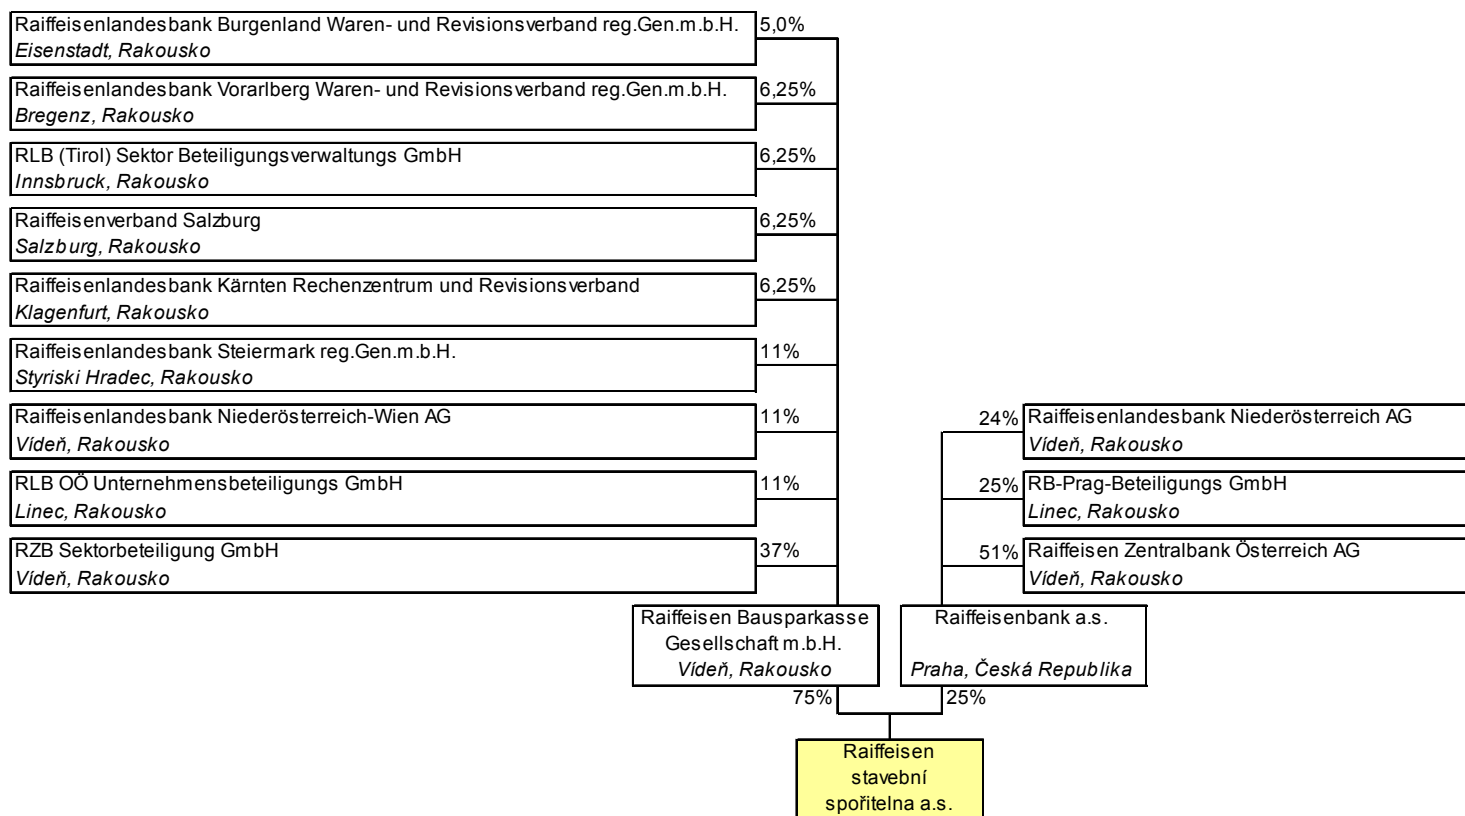 Raiffeisenlandesbank Burgenland Waren- und Revisionsverband reg.Gen.m.b.H.
5,0%
Eisenstadt, Rakousko
Raiffeisenlandesbank Vorarlberg Waren- und Revisionsverband reg.Gen.m.b.H.
6,25%
Bregenz, Rakousko
RLB (Tirol) Sektor Beteiligungsverwaltungs GmbH
6,25%
Innsbruck, Rakousko
Raiffeisenverband Salzburg
6,25%
Salzburg, Rakousko
Raiffeisenlandesbank Kärnten Rechenzentrum und Revisionsverband
6,25%
Klagenfurt, Rakousko
Raiffeisenlandesbank Steiermark reg.Gen.m.b.H.
11%
Styriski Hradec, Rakousko
Raiffeisenlandesbank Niederösterreich-Wien AG
11%
Vídeň, Rakousko
RLB OÖ Unternehmensbeteiligungs GmbH
11%
Linec, Rakousko
RZB Sektorbeteiligung GmbH
37%
Vídeň, Rakousko
24%
Raiffeisenlandesbank Niederösterreich AG
Vídeň, Rakousko
25%
RB-Prag-Beteiligungs GmbH
Linec, Rakousko
51%
Raiffeisen Zentralbank Österreich AG
Vídeň, Rakousko
Raiffeisen Bausparkasse
Gesellschaft m.b.H.
Vídeň, Rakousko
75%
Raiffeisenbank a.s.
Praha, Česká Republika
25%
Raiffeisen
stavební
spořitelna a.s.